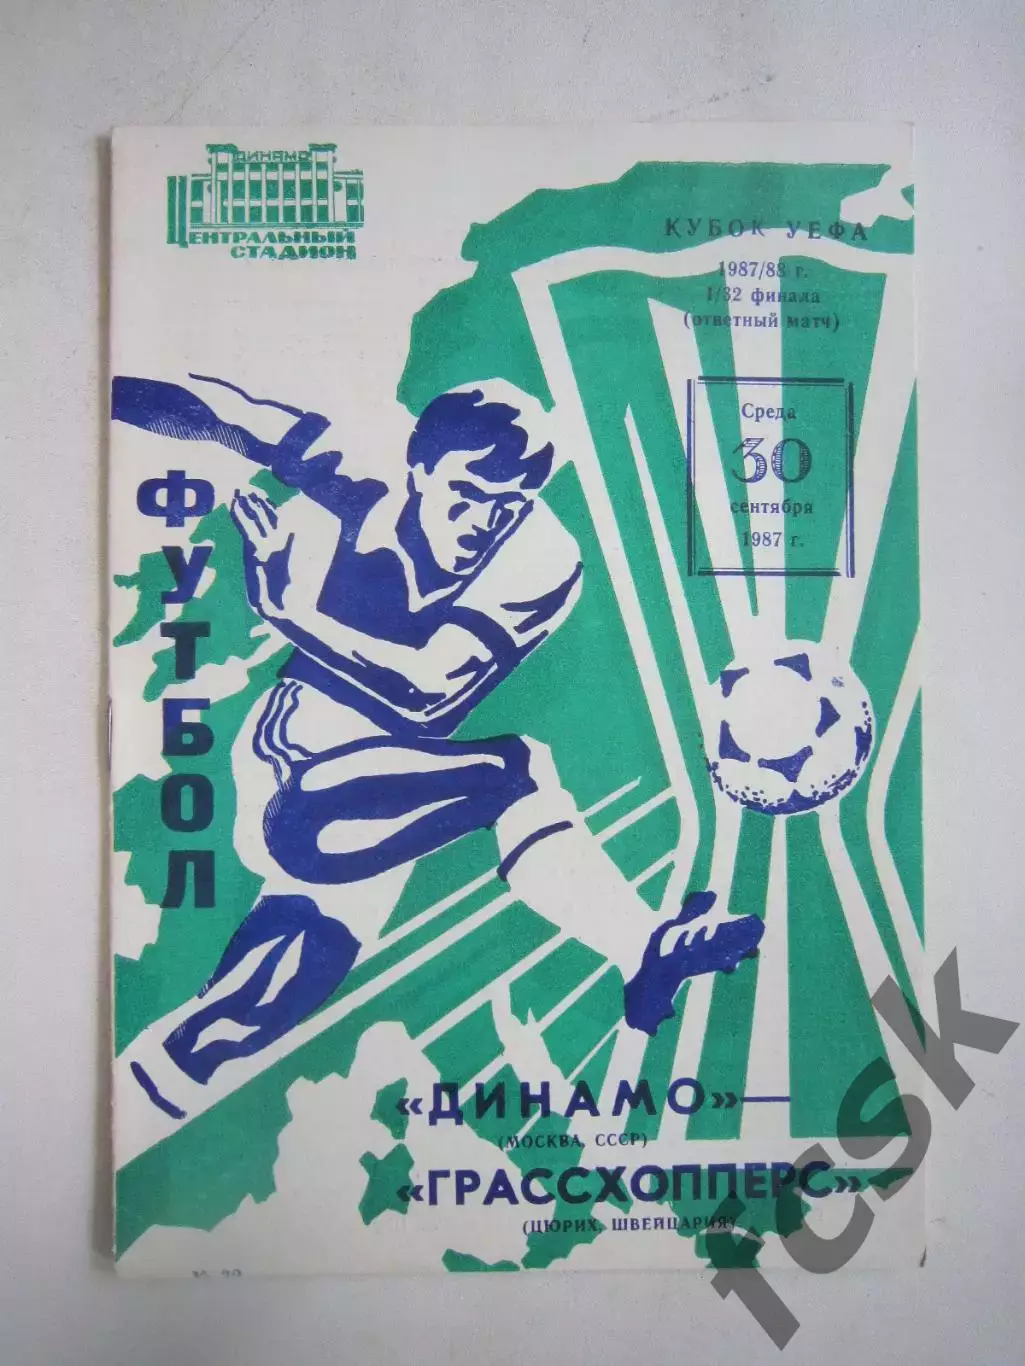 ДИНАМО
ЦЕНТРАЛЬНЫЙ
СТАДИОН
КУБОК УЕФА
1987/88 г.
1/32 финала
(ответный матч)
Среда
30
сентября
1987 г.
ФУТБОЛ
«ДИНАМО»—
(МОСКВА, СССР)
«ГРАССХОППЕРС»
(ЦЮРИХ, ШВЕЙЦАРИЯ)
fcsk